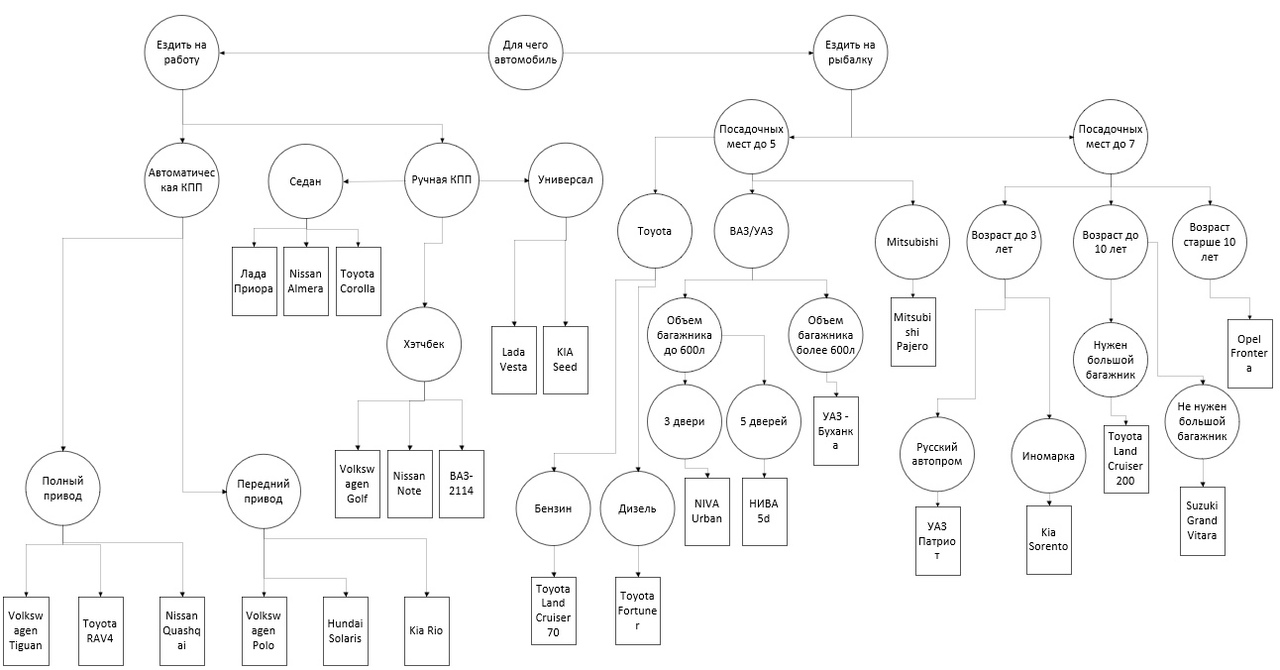 Ездить на
работу
Для чего
автомобиль
Ездить на
рыбалку
Посадочных
мест до 5
Посадочных
мест до 7
Автоматичес
кая КПП
Седан
Ручная КПП
Универсал
Toyota
ВАЗ/УАЗ
Mitsubishi
Возраст до 3
лет
Возраст до
10 лет
Возраст
старше 10
лет
Лада
Приора
Nissan
Almera
Toyota
Corolla
Хэтчбек
Lada
Vesta
KIA
Seed
Объем
багажника
до 600л
Объем
багажника
более 600л
Mitsubi
shi
Pajero
Нужен
большой
багажник
Opel
Fronter
a
3 двери
5 дверей
УАЗ -
Буханк
а
Не нужен
большой
багажник
Русский
автопром
Иномарка
Toyota
Land
Cruiser
200
Volksw
agen
Golf
Nissan
Note
ВАЗ-
2114
Полный
привод
Передний
привод
Бензин
Дизель
NIVA
Urban
НИВА
5d
УАЗ
Патрио
т
Kia
Sorento
Suzuki
Grand
Vitara
Volksw
agen
Tiguan
Toyota
RAV4
Nissan
Quashq
ai
Volksw
agen
Polo
Hundai
Solaris
Kia Rio
Toyota
Land
Cruiser
70
Toyota
Fortune
r